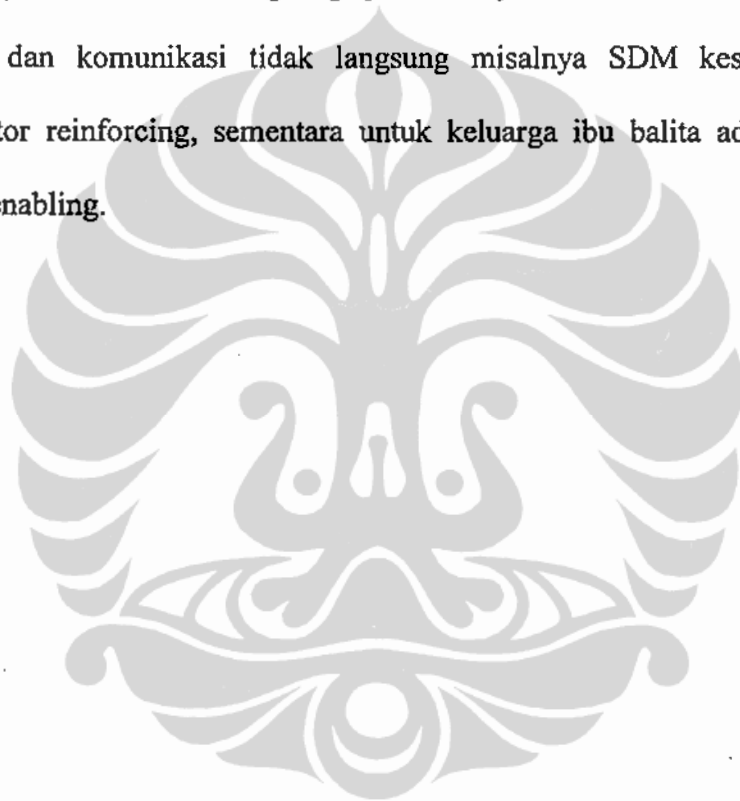 dan komunikasi tidak langsung misalnya SDM kes
tor reinforcing, sementara untuk keluarga ibu balita ad
enabling.